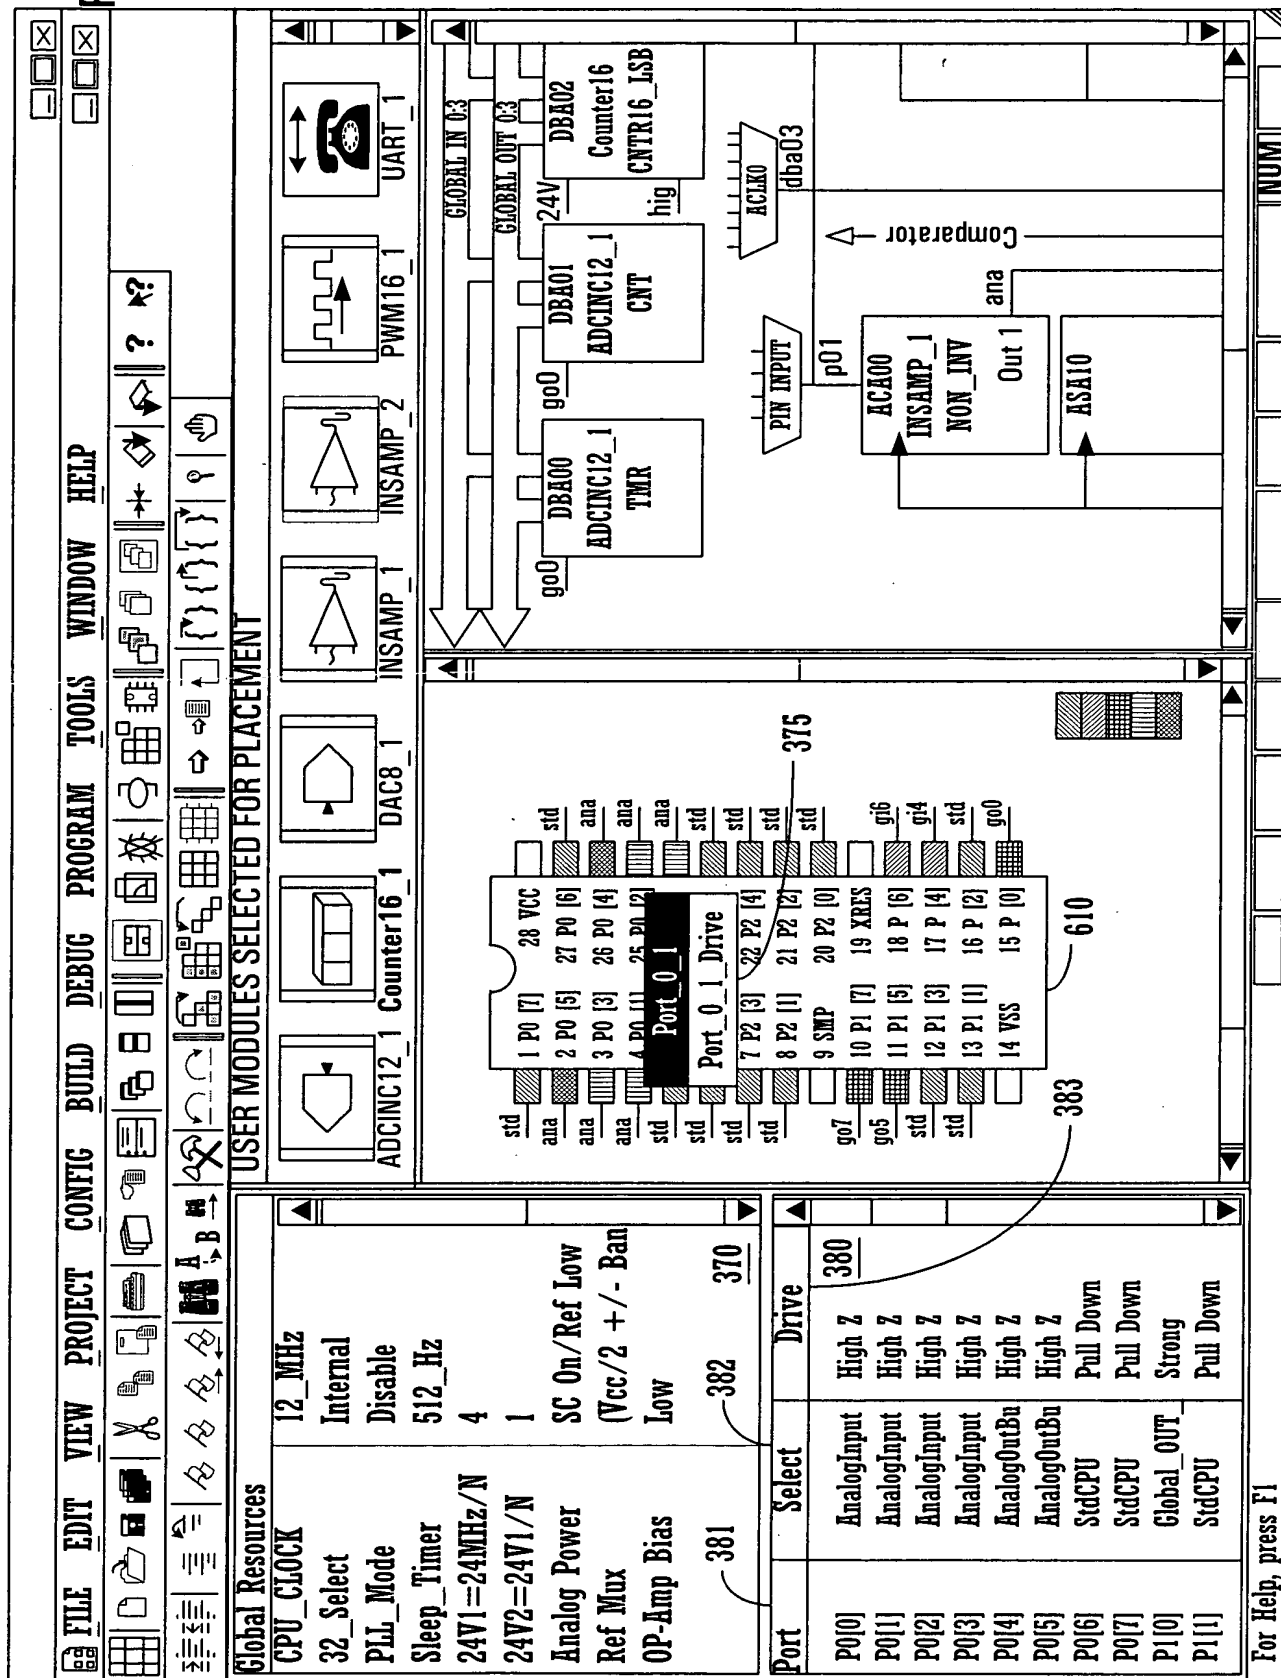 FILE EDIT VIEW PROJECT CONFIG BUILD DEBUG PROGRAM TOOLS WINDOW HELP
A
B
?
?
USER MODULES SELECTED FOR PLACEMENT
ADCINC12_1
Counter16_1
DAC8_1
INSAMP_1
INSAMP_2
PWM16_1
UART_1
Global Resources
CPU_CLOCK 12_MHz
32_Select Internal
PLL_Mode Disable
Sleep_Timer 512_Hz
24V1=24MHz/N 4
24V2=24V1/N 1
Analog Power SC On/Ref Low
Ref Mux (Vcc/2 +/- Ban
OP-Amp Bias Low
370
381
382
Port Select Drive
380
P0[0] AnalogInput High Z
P0[1] AnalogInput High Z
P0[2] AnalogInput High Z
P0[3] AnalogInput High Z
P0[4] AnalogOutBu High Z
P0[5] AnalogOutBu High Z
P0[6] StdCPU Pull Down
P0[7] StdCPU Pull Down
P1[0] Global_OUT_ Strong
P1[1] StdCPU Pull Down
383
std 1 P0 [7] 28 VCC
ana 2 P0 [5] 27 P0 [6] std
ana 3 P0 [3] 26 P0 [4] ana
ana 4 P0 [1] 25 P0 [2] ana
std ana
Port_0_1
std std
Port_0_1_Drive
std 7 P2 [3] 22 P2 [4] std
std 8 P2 [1] 21 P2 [2] std
9 SMP 20 P2 [0] std
go7 10 P1 [7] 19 XRES
go5 11 P1 [5] 18 P [6] gi6
std 12 P1 [3] 17 P [4] gi4
std 13 P1 [1] 16 P [2] std
14 VSS 15 P [0] go0
375
610
GLOBAL IN 0:3
GLOBAL OUT 0:3
go0
DBA00
ADCINC12_1
TMR
go0
DBA01
ADCINC12_1
CNT
24V
hig
DBA02
Counter16
CNTR16_LSB
PIN INPUT
p01
ACLK0
dba03
Comparator
ACA00
INSAMP_1
NON_INV
Out 1
ana
ASA10
For Help, press F1
NUM